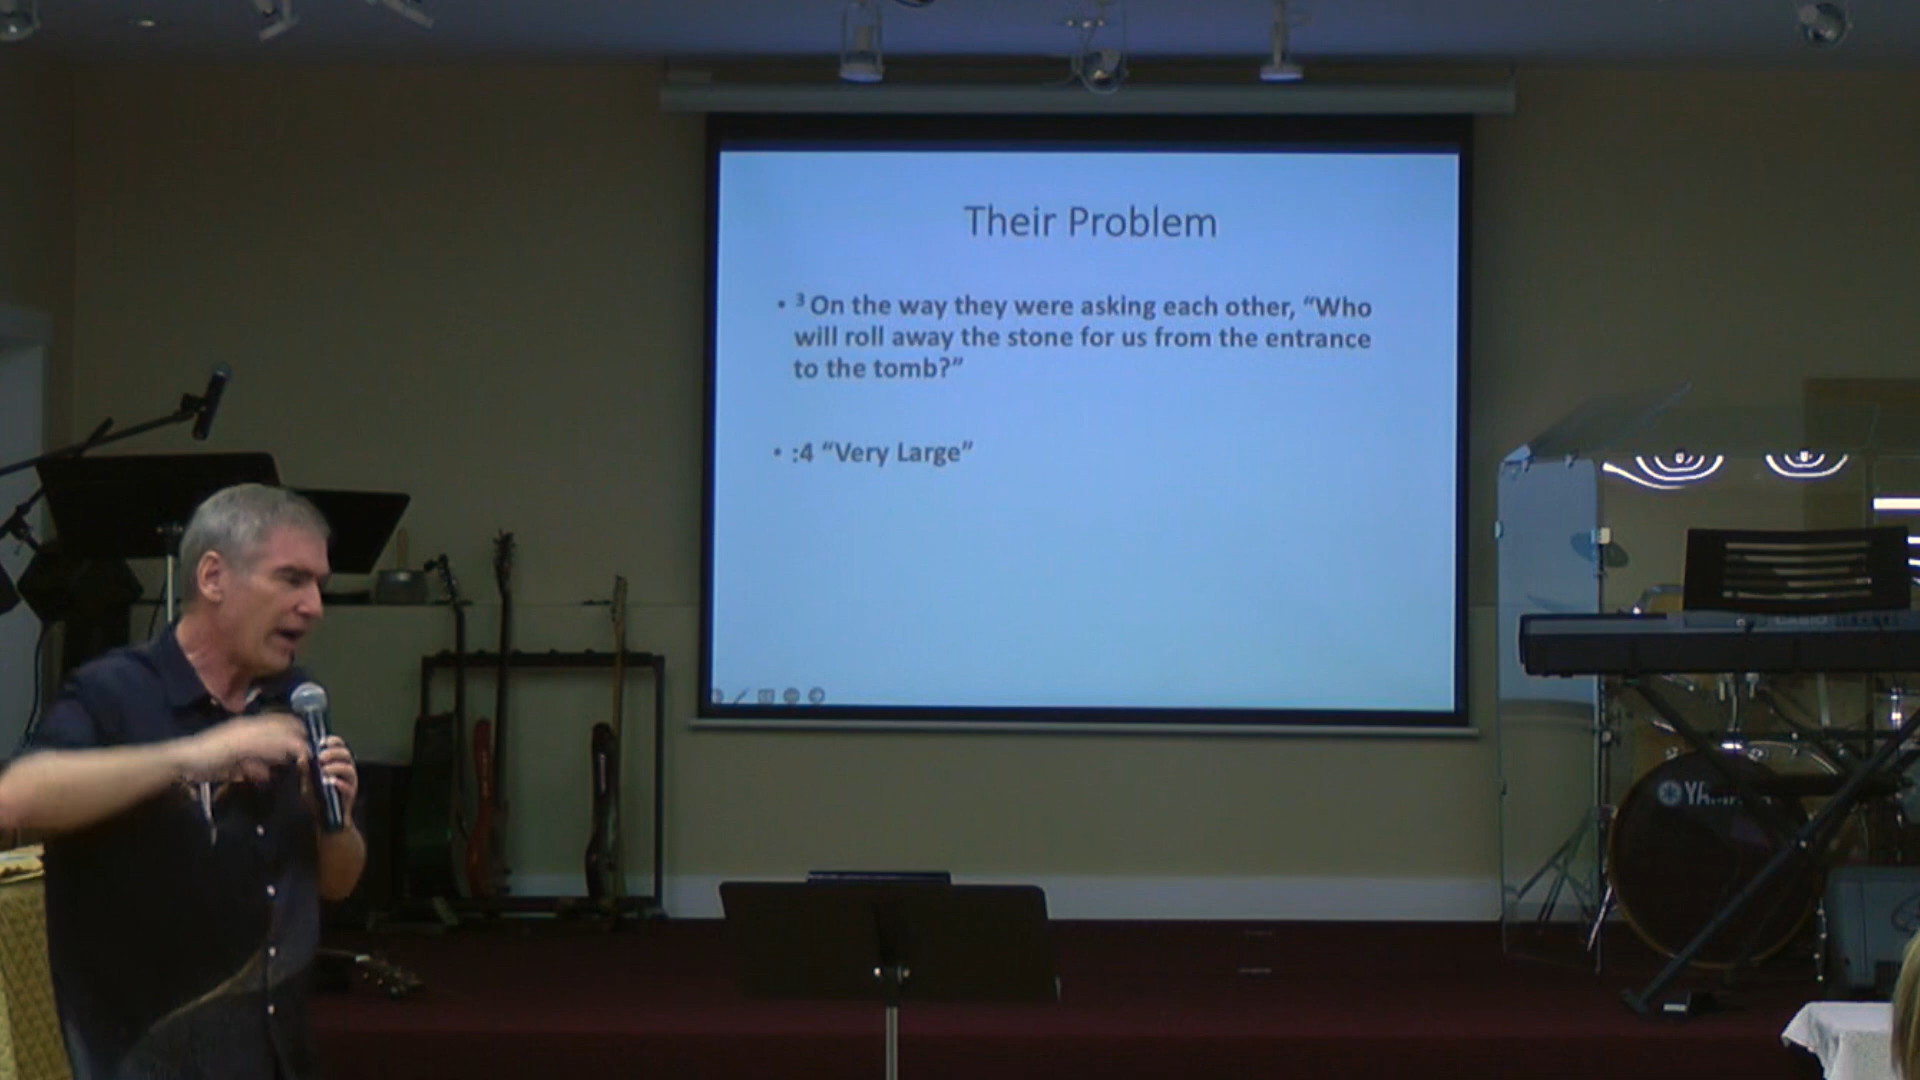 Their Problem
• ³ On the way they were asking each other, “Who
will roll away the stone for us from the entrance
to the tomb?”
• :4 “Very Large”
CASIO